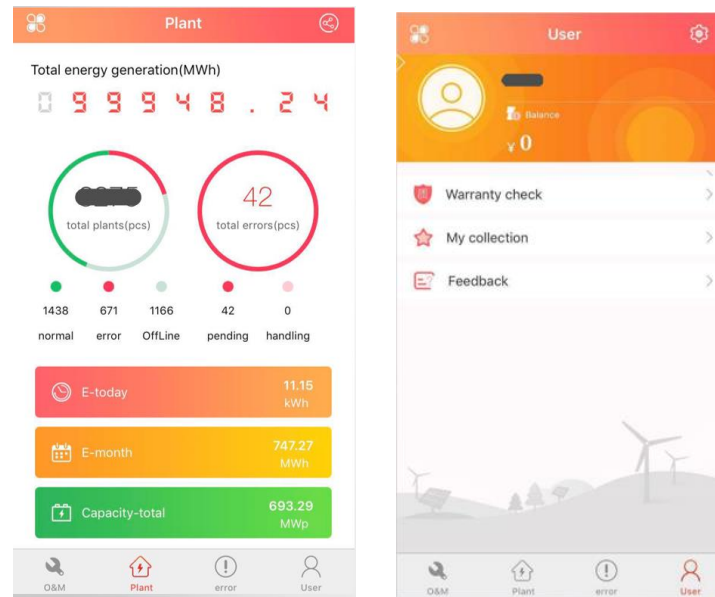 Plant
Total energy generation(MWh)
099948.24
total plants(pcs)
42
total errors(pcs)
1438 671 1166 42 0
normal error OffLine pending handling
E-today 11.15 kWh
E-month 747.27 MWh
Capacity-total 693.29 MWp
O&M Plant error User
User
Balance
¥ 0
Warranty check
My collection
Feedback
O&M Plant error User